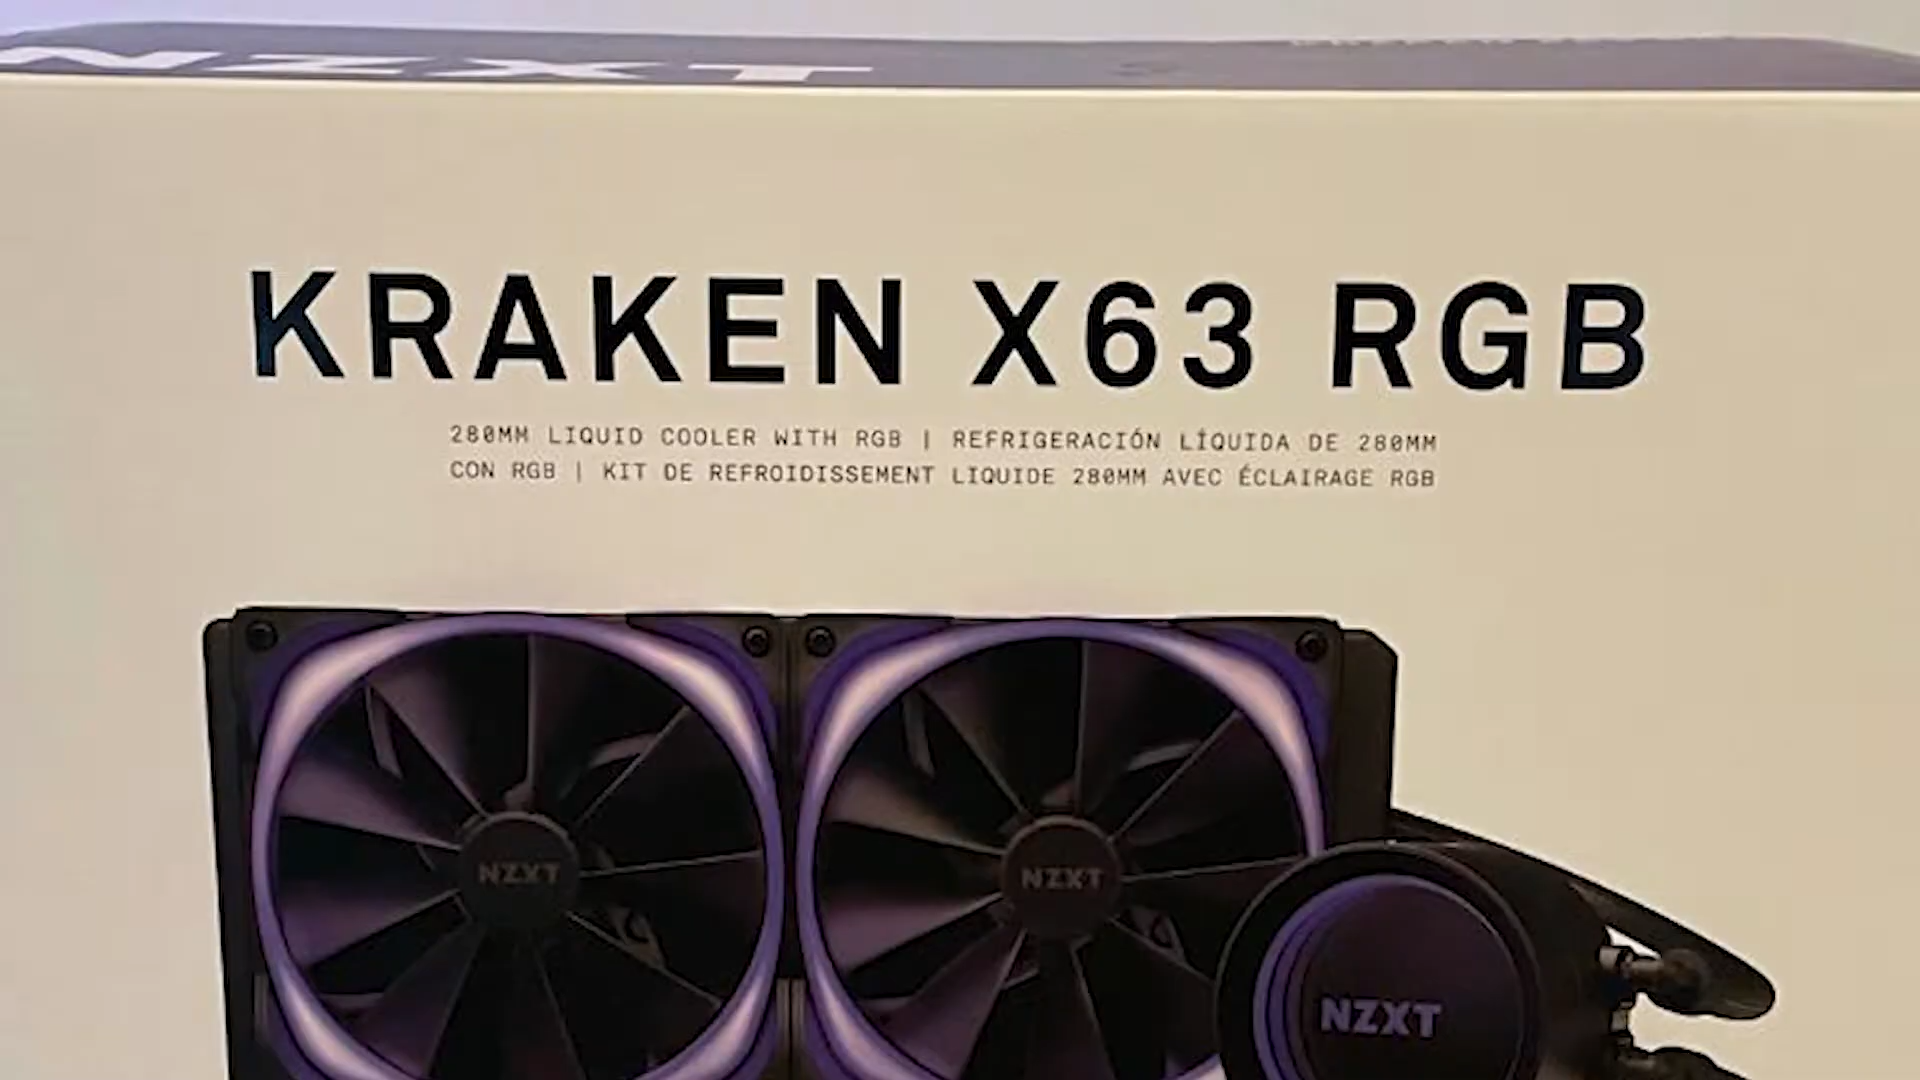 NZXT
KRAKEN X63 RGB
280MM LIQUID COOLER WITH RGB | REFRIGERACIÓN LÍQUIDA DE 280MM
CON RGB | KIT DE REFROIDISSEMENT LIQUIDE 280MM AVEC ÉCLAIRAGE RGB
NZXT
NZXT
NZXT